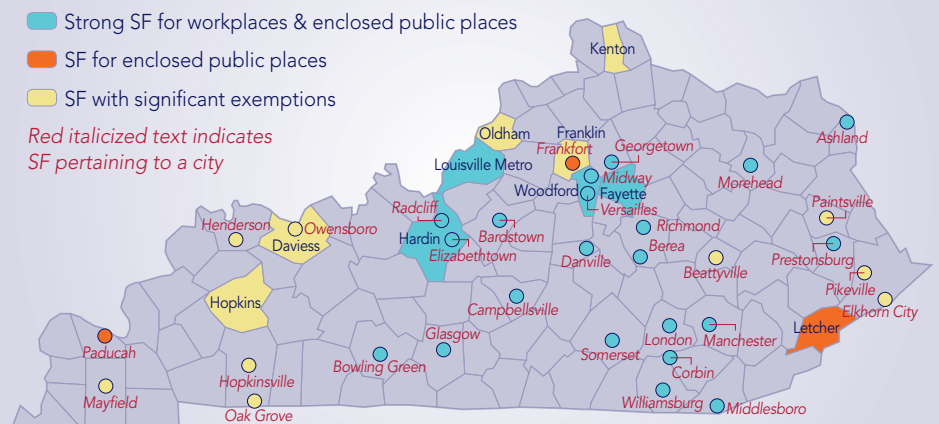 Strong SF for workplaces & enclosed public places
SF for enclosed public places
SF with significant exemptions
Red italicized text indicates
SF pertaining to a city
Kenton
Oldham
Franklin
Frankfort
Georgetown
Ashland
Louisville Metro
Midway
Morehead
Woodford
Fayette
Versailles
Paintsville
Radcliff
Henderson
Owensboro
Daviess
Hardin
Bardstown
Elizabethtown
Richmond
Berea
Danville
Beattyville
Prestonsburg
Pikeville
Elkhorn City
Hopkins
Campbellsville
Letcher
Paducah
Glasgow
Bowling Green
Somerset
London
Manchester
Corbin
Hopkinsville
Mayfield
Oak Grove
Williamsburg
Middlesboro